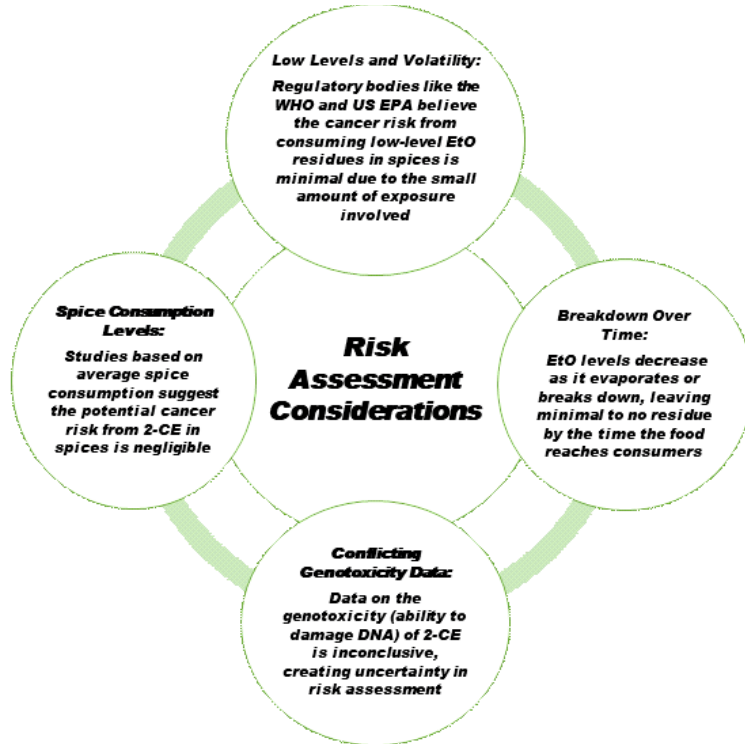 Low Levels and Volatility:
Regulatory bodies like the
WHO and US EPA believe
the cancer risk from
consuming low-level EtO
residues in spices is
minimal due to the small
amount of exposure
involved
Breakdown Over
Time:
EtO levels decrease
as it evaporates or
breaks down, leaving
minimal to no residue
by the time the food
reaches consumers
Conflicting
Genotoxicity Data:
Data on the
genotoxicity (ability to
damage DNA) of 2-CE
is inconclusive,
creating uncertainty in
risk assessment
Spice Consumption
Levels:
Studies based on
average spice
consumption suggest
the potential cancer
risk from 2-CE in
spices is negligible
Risk
Assessment
Considerations